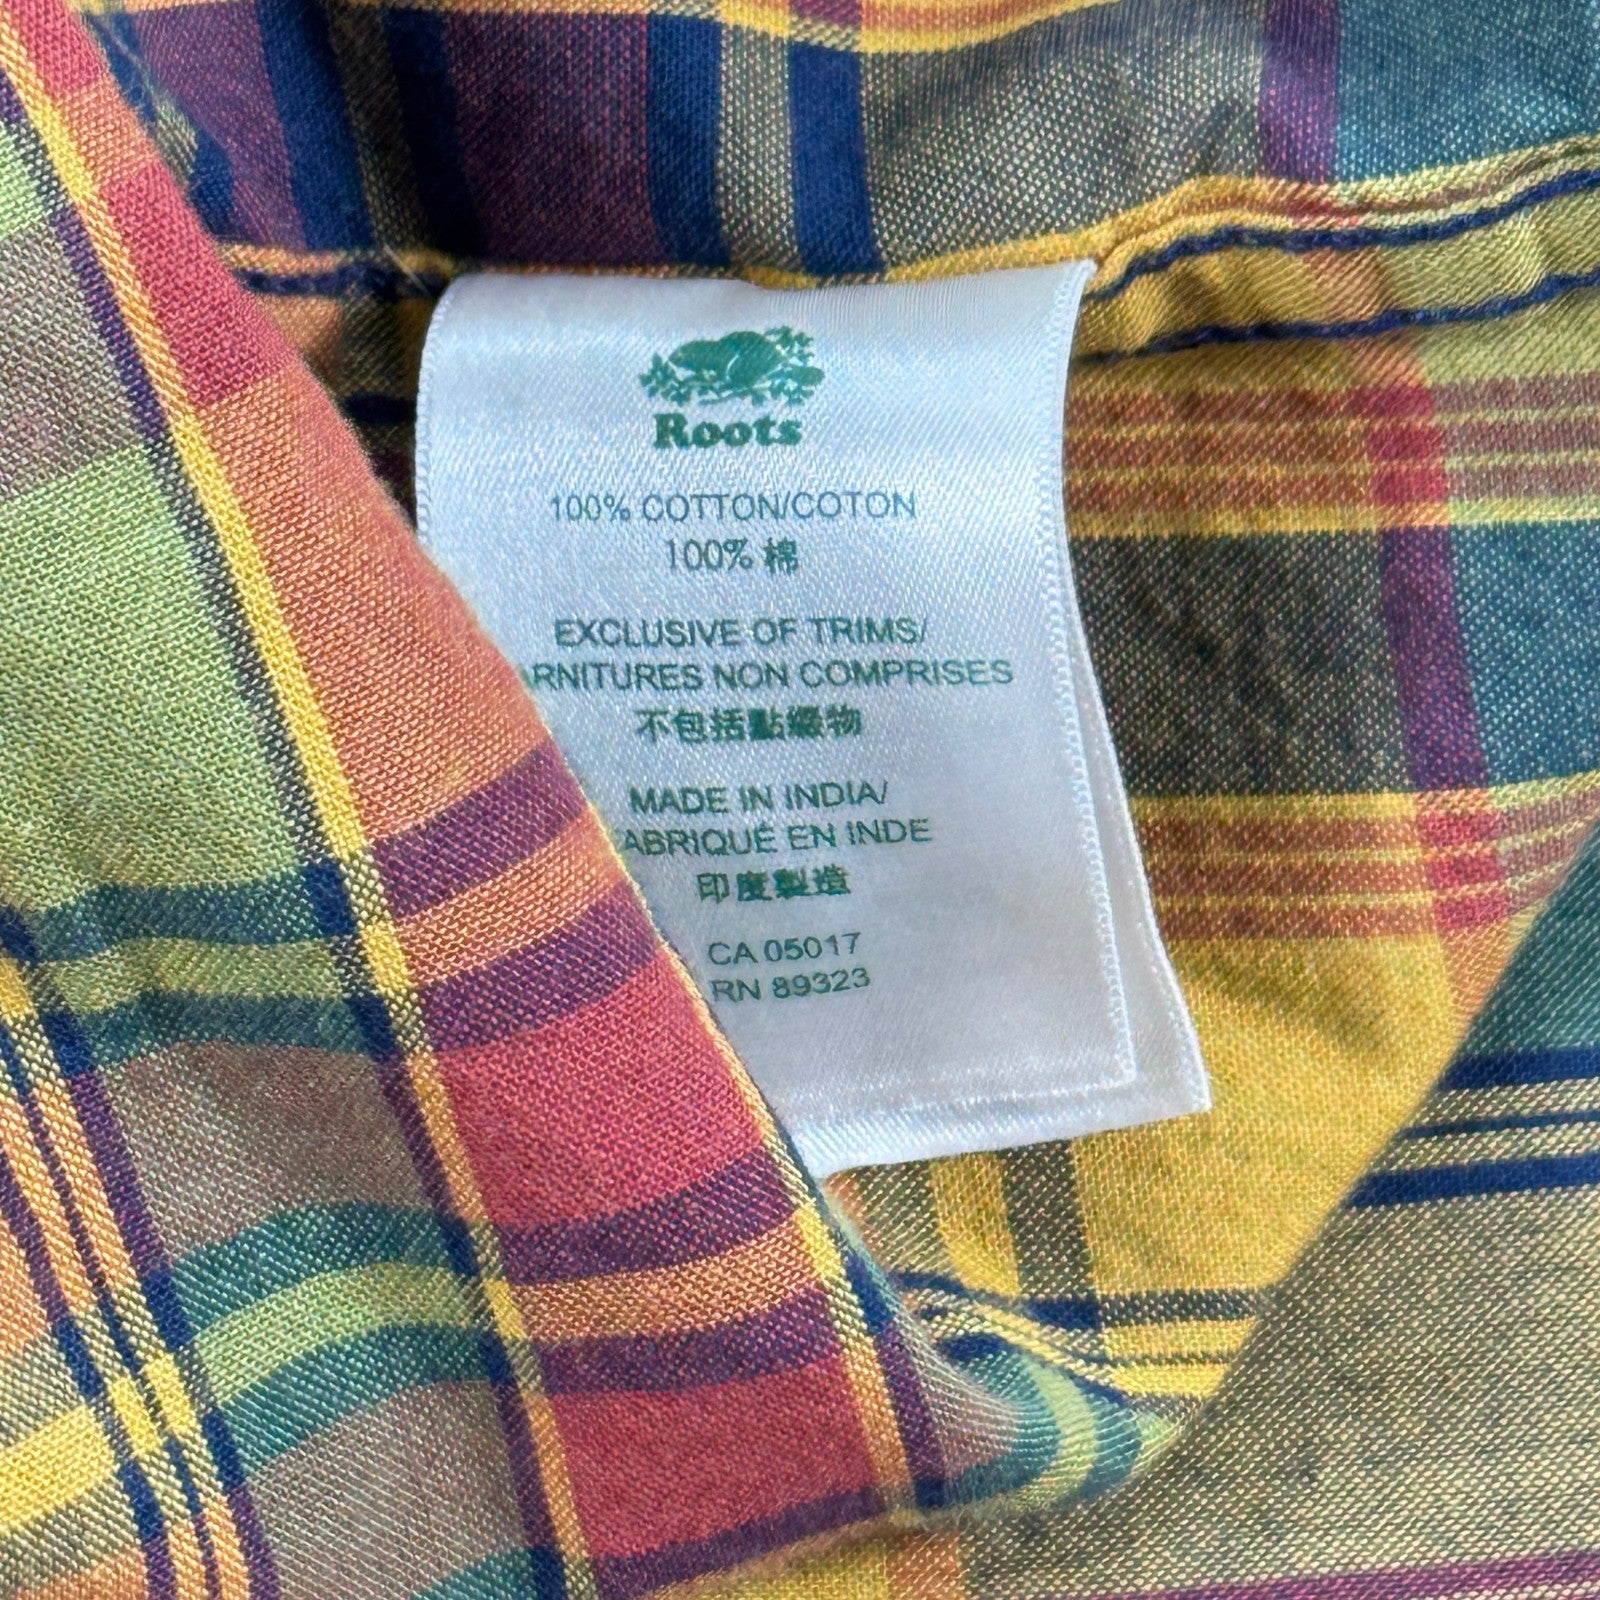 Roots
100% COTTON/COTON
100% 棉
EXCLUSIVE OF TRIMS/
ARNITURES NON COMPRISES
不包括點綴物
MADE IN INDIA/
FABRIQUÉ EN INDE
印度製造
CA 05017
RN 89323